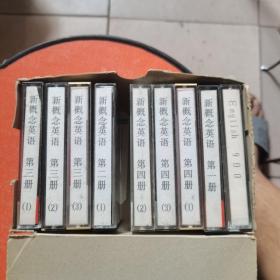 新概念英语 第三册 (1)
新概念英语 第三册 (2)
新概念英语 第三册 (3)
新概念英语 第二册 (1)
新概念英语 第四册 (2)
新概念英语 第四册 (3)
新概念英语 第四册 (1)
新概念英语 第一册
English 900